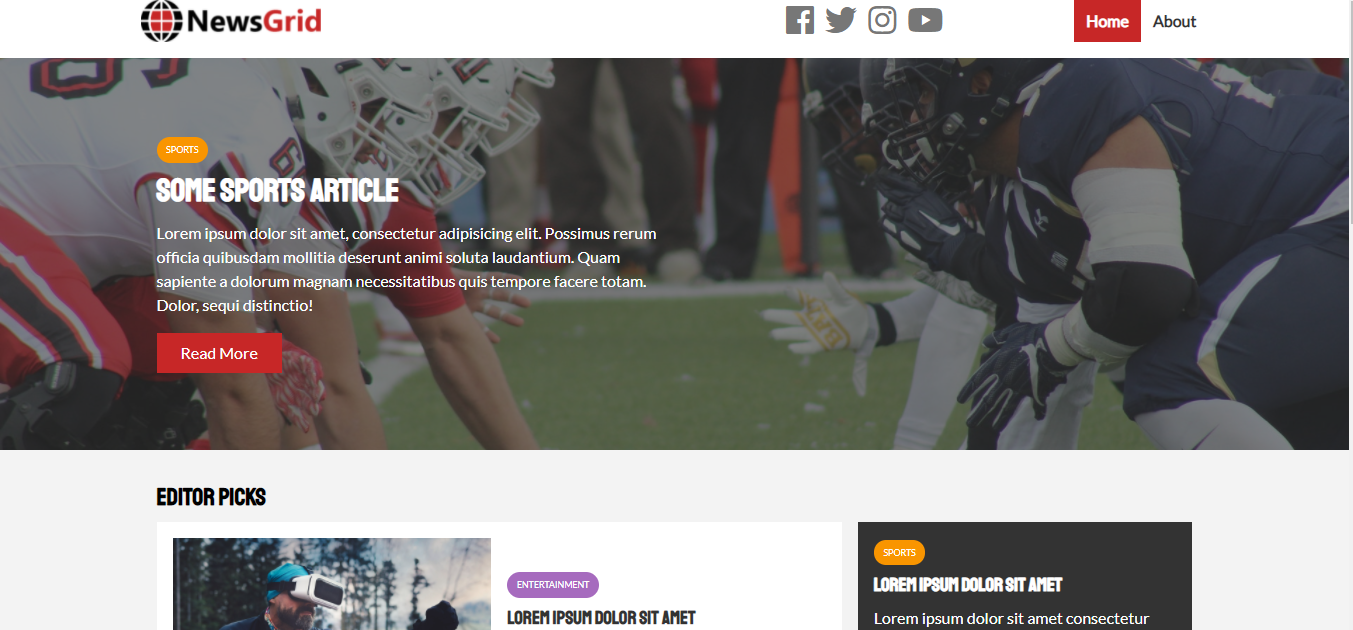 NewsGrid
Home About
SPORTS
SOME SPORTS ARTICLE
Lorem ipsum dolor sit amet, consectetur adipisicing elit. Possimus rerum
officia quibusdam mollitia deserunt animi soluta laudantium. Quam
sapiente a dolorum magnam necessitatibus quis tempore facere totam.
Dolor, sequi distinctio!
Read More
EDITOR PICKS
ENTERTAINMENT
LOREM IPSUM DOLOR SIT AMET
SPORTS
LOREM IPSUM DOLOR SIT AMET
Lorem ipsum dolor sit amet consectetur